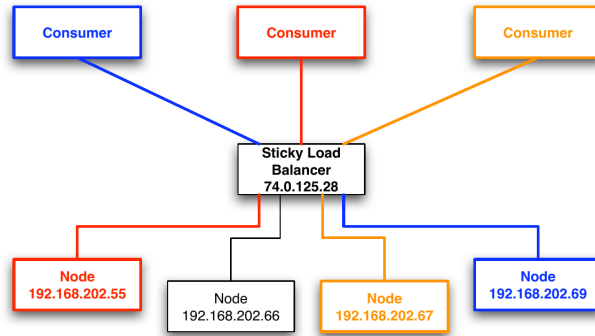 Consumer
Consumer
Consumer
Sticky Load
Balancer
74.0.125.28
Node
192.168.202.55
Node
192.168.202.66
Node
192.168.202.67
Node
192.168.202.69